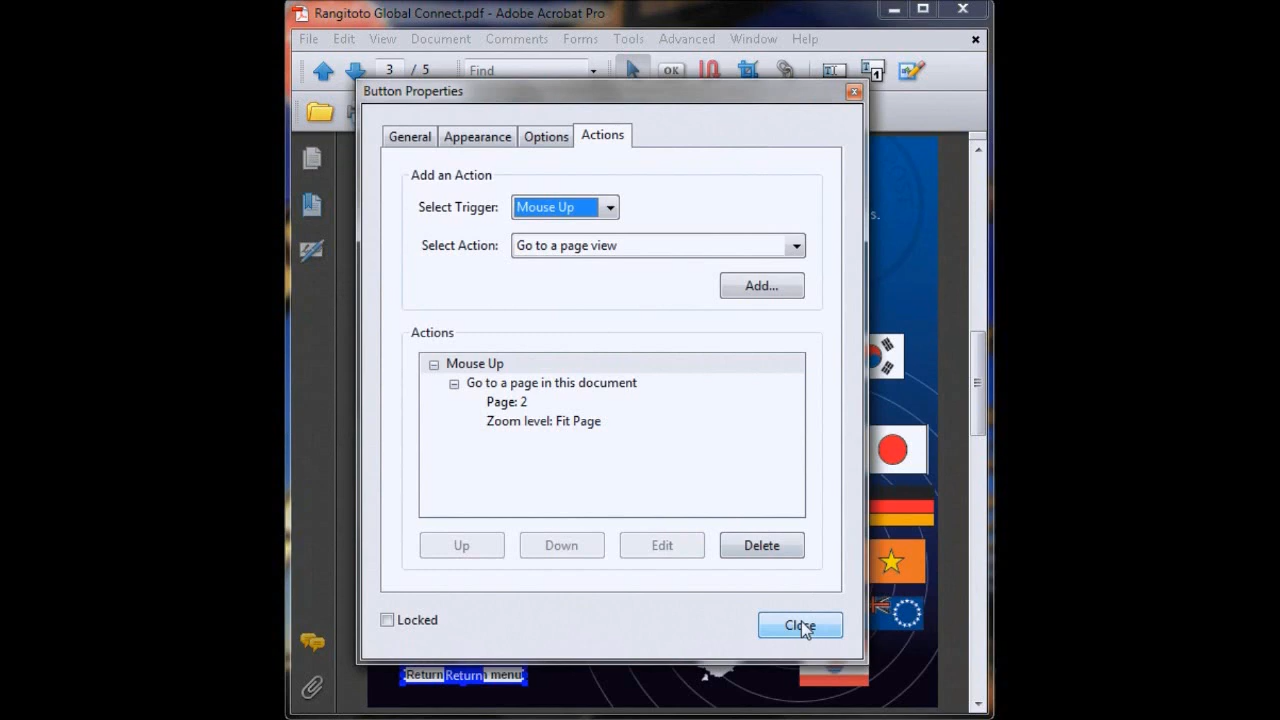 Rangitoto Global Connect.pdf - Adobe Acrobat Pro
File Edit View Document Comments Forms Tools Advanced Window Help
3 / 5 Find OK
Button Properties
General Appearance Options Actions
Add an Action
Select Trigger: Mouse Up
Select Action: Go to a page view
Add...
Actions
Mouse Up
Go to a page in this document
Page: 2
Zoom level: Fit Page
Up Down Edit Delete
Locked
Close
Return Return menu